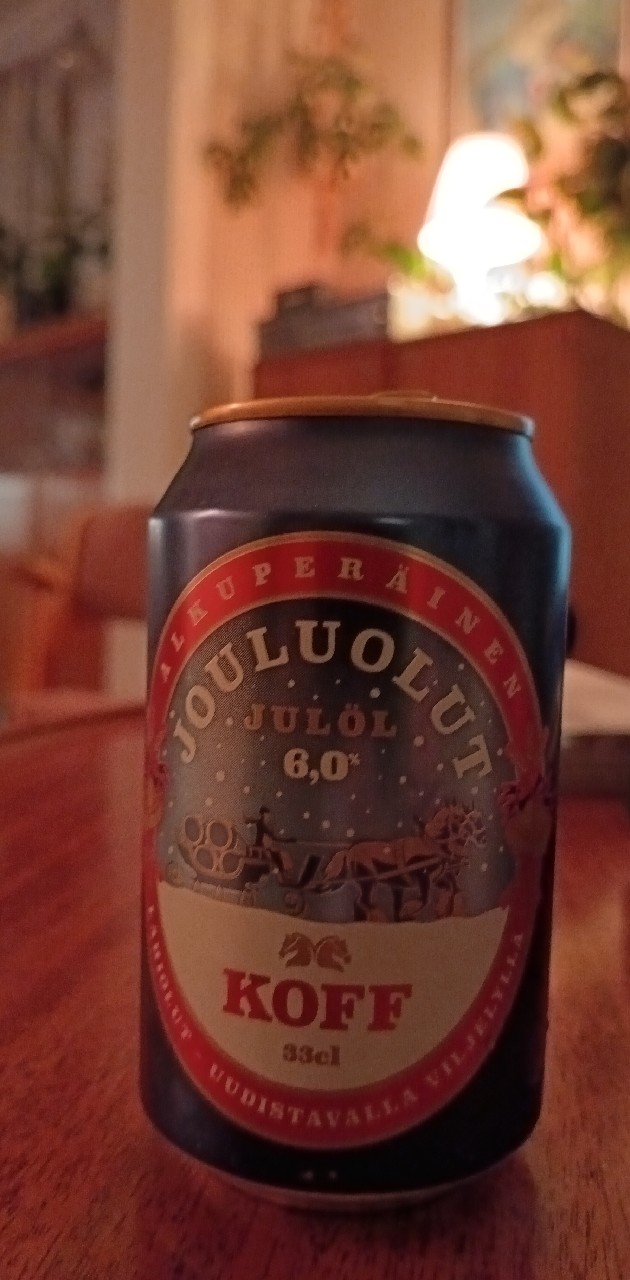 ALKUPERÄINEN
JOULUOLUT
JULÖL
6,0%
KOFF
33cl
UUDISTAVALLA VILJELYLLÄ